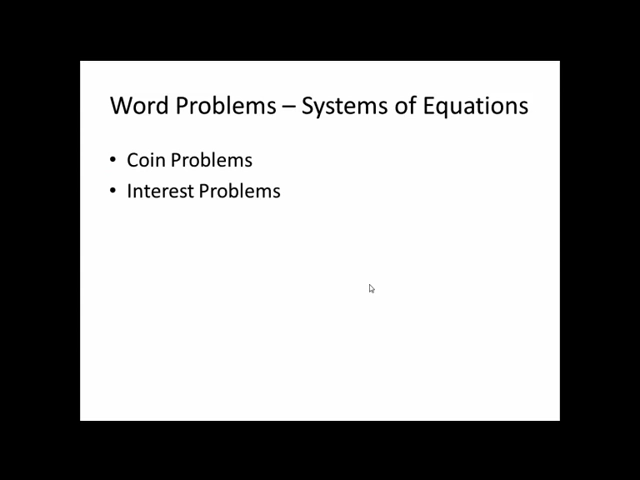 Word Problems – Systems of Equations
• Coin Problems
• Interest Problems